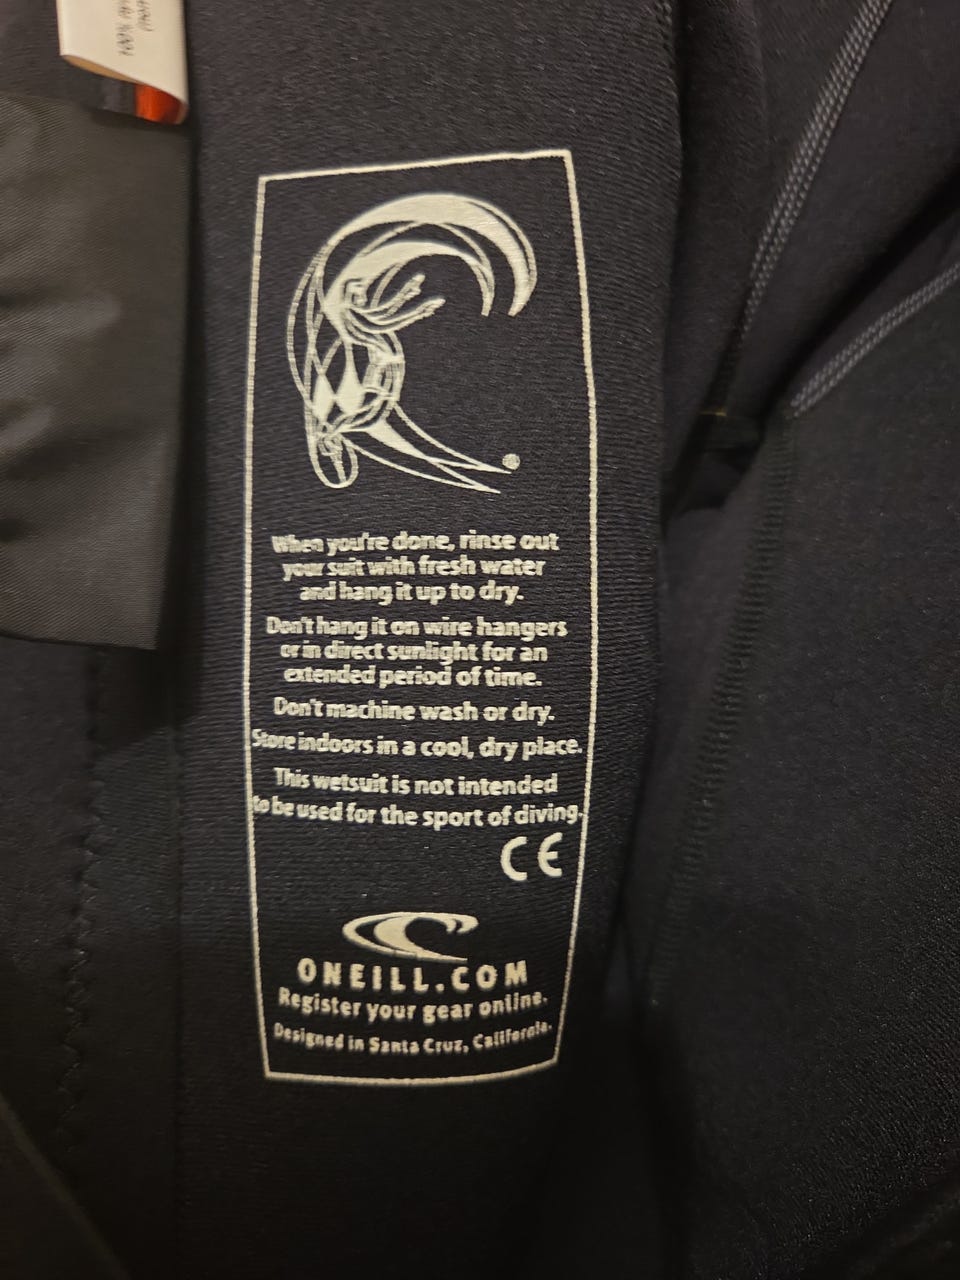 100%
When you're done, rinse out
your suit with fresh water
and hang it up to dry.
Don't hang it on wire hangers
or in direct sunlight for an
extended period of time.
Don't machine wash or dry.
Store indoors in a cool, dry place.
This wetsuit is not intended
to be used for the sport of diving.
CE
ONEILL.COM
Register your gear online.
Designed in Santa Cruz, California.